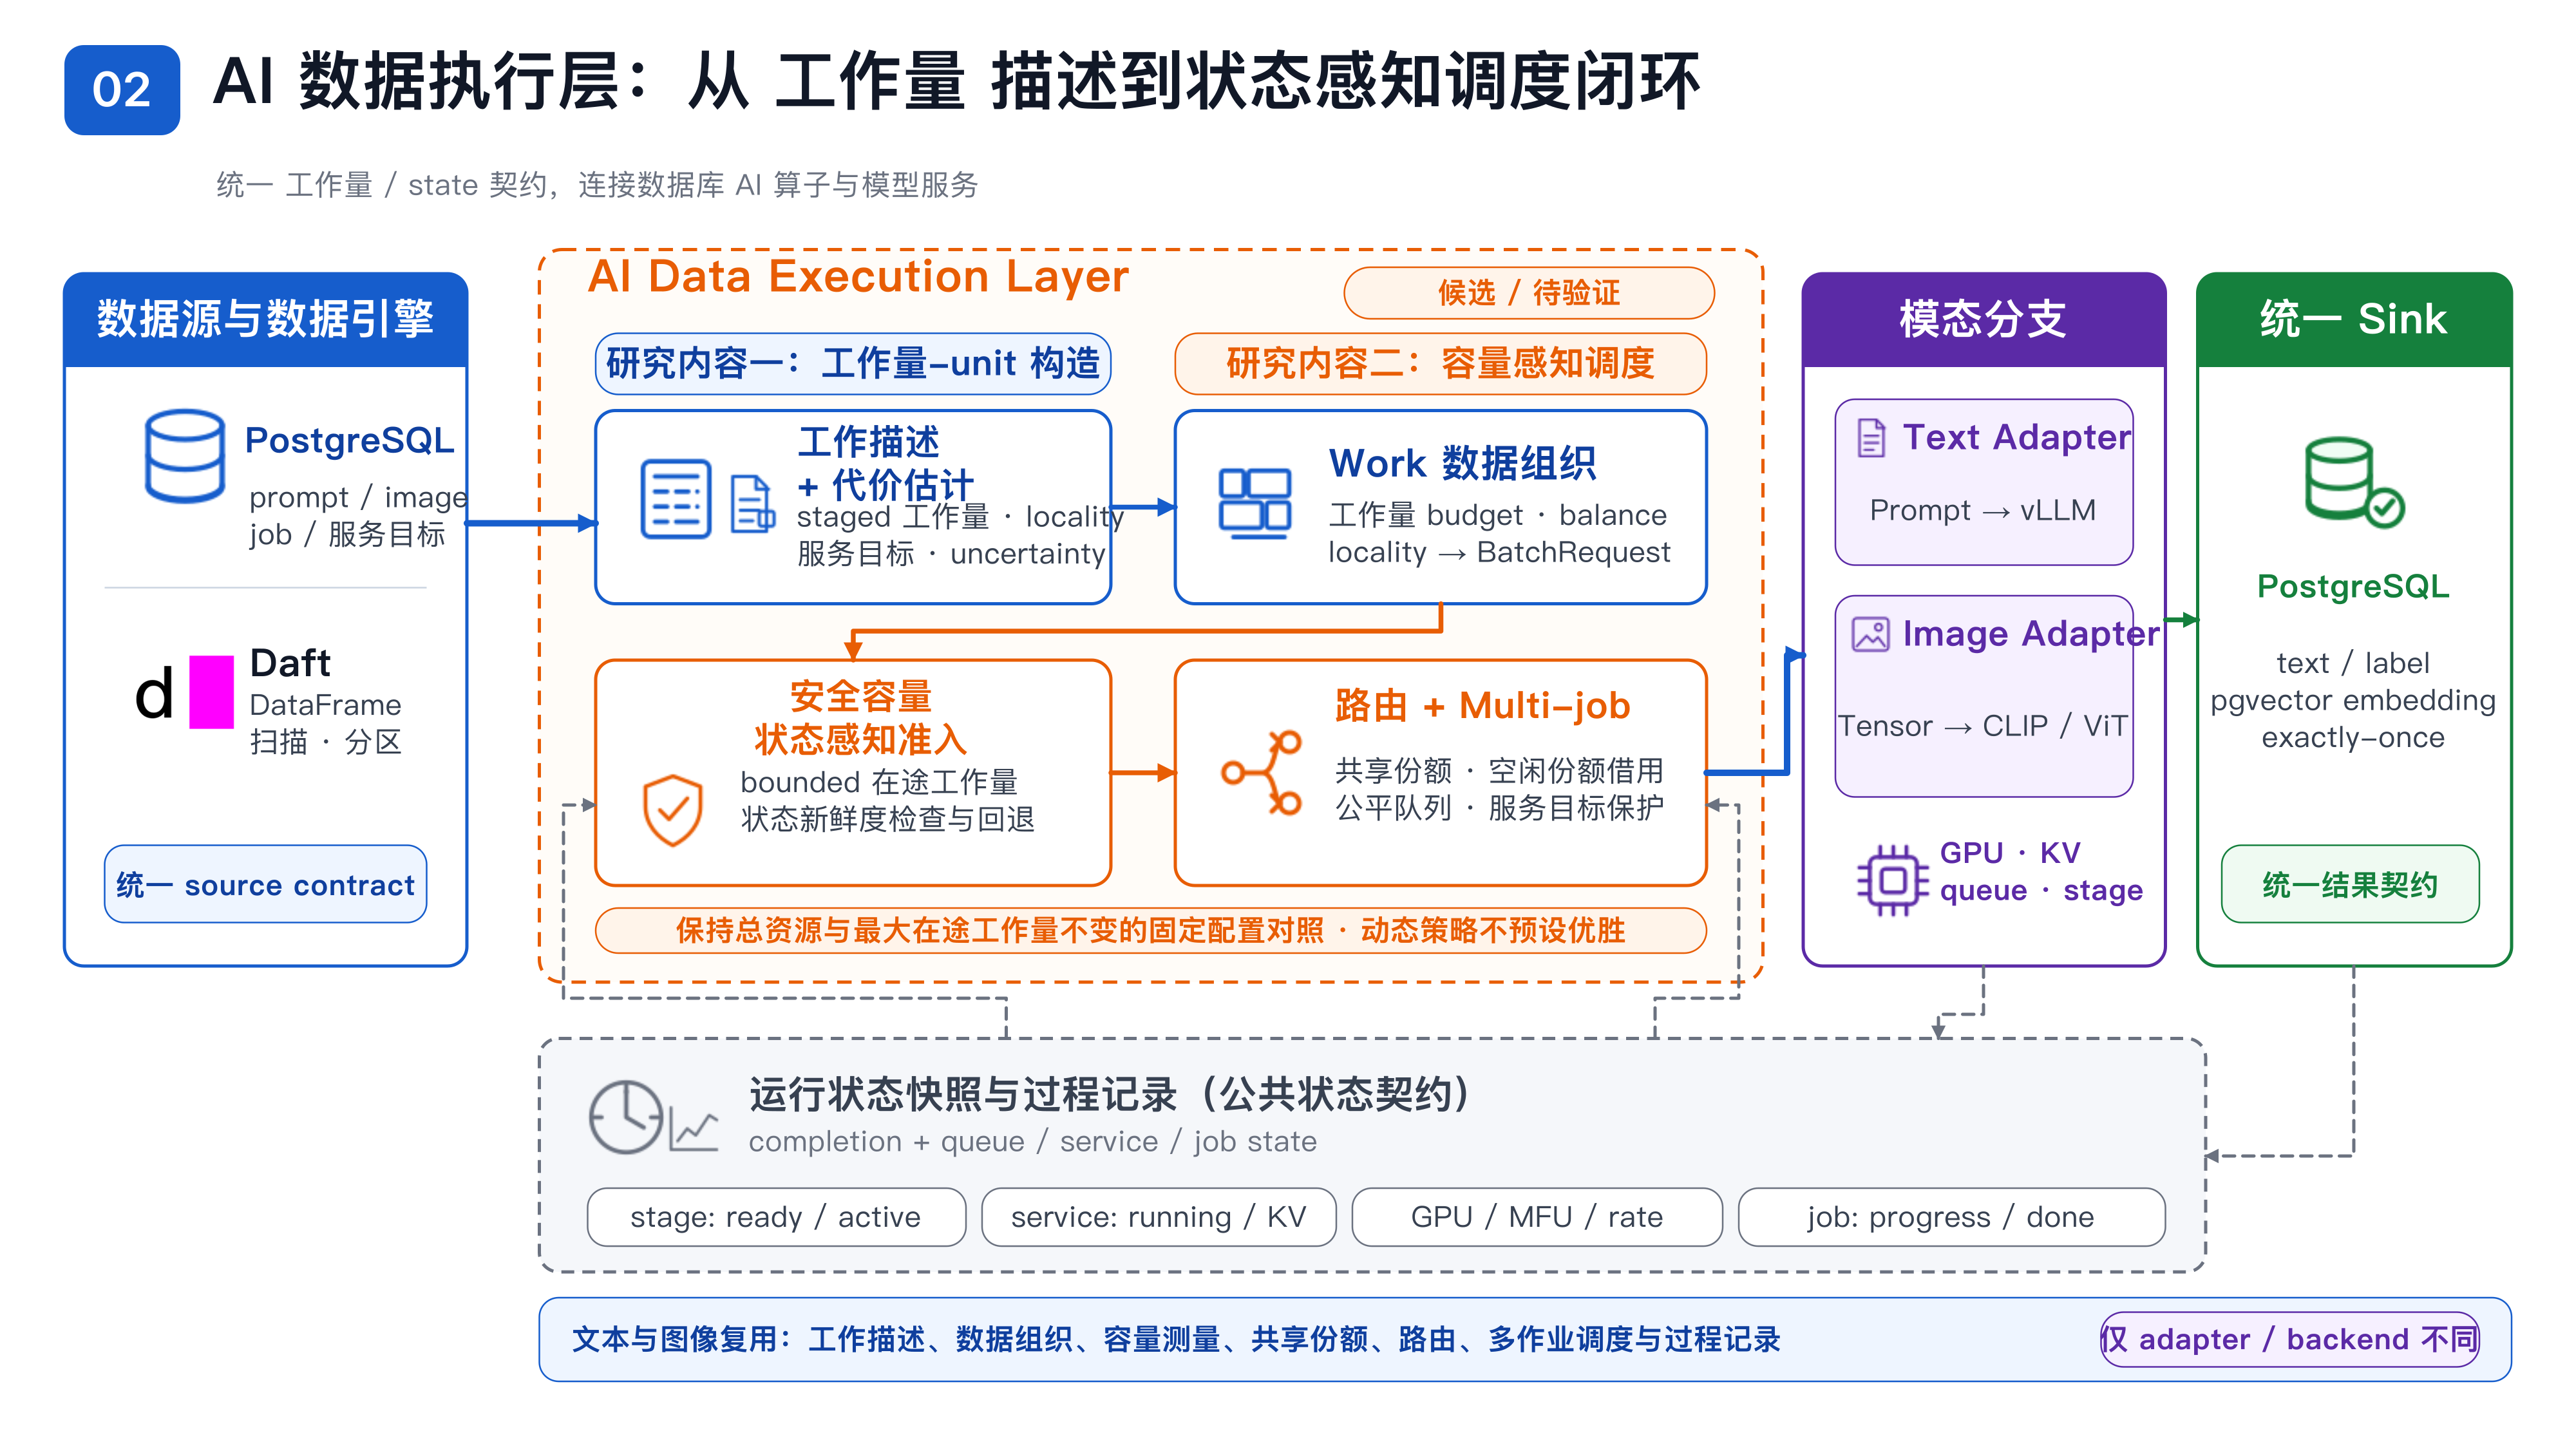 02
AI 数据执行层：从 工作量 描述到状态感知调度闭环
统一 工作量 / state 契约，连接数据库 AI 算子与模型服务
数据源与数据引擎
PostgreSQL
prompt / image
job / 服务目标
d
Daft
DataFrame
扫描 · 分区
统一 source contract
AI Data Execution Layer
候选 / 待验证
研究内容一：工作量-unit 构造
研究内容二：容量感知调度
工作描述
+ 代价估计
staged 工作量 · locality
服务目标 · uncertainty
Work 数据组织
工作量 budget · balance
locality → BatchRequest
安全容量
状态感知准入
bounded 在途工作量
状态新鲜度检查与回退
路由 + Multi-job
共享份额 · 空闲份额借用
公平队列 · 服务目标保护
保持总资源与最大在途工作量不变的固定配置对照 · 动态策略不预设优胜
模态分支
Text Adapter
Prompt → vLLM
Image Adapter
Tensor → CLIP / ViT
GPU · KV
queue · stage
统一 Sink
PostgreSQL
text / label
pgvector embedding
exactly-once
统一结果契约
运行状态快照与过程记录（公共状态契约）
completion + queue / service / job state
stage: ready / active
service: running / KV
GPU / MFU / rate
job: progress / done
文本与图像复用：工作描述、数据组织、容量测量、共享份额、路由、多作业调度与过程记录
仅 adapter / backend 不同